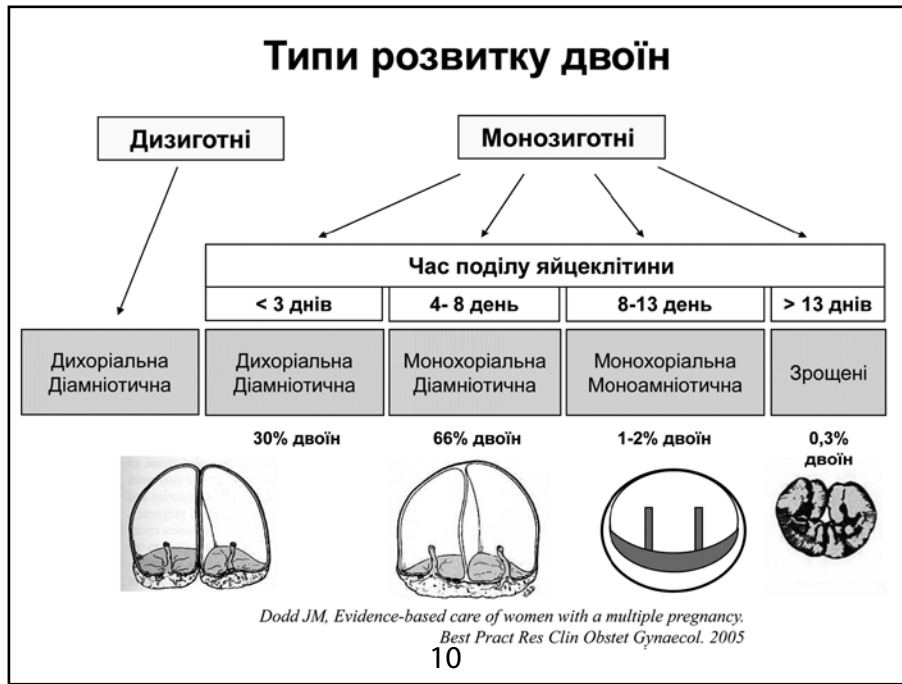 Типи розвитку двоїн
Дизиготні
Монозиготні
Час поділу яйцеклітини
< 3 днів
4- 8 день
8-13 день
> 13 днів
Дихоріальна
Діамніотична
Дихоріальна
Діамніотична
Монохоріальна
Діамніотична
Монохоріальна
Моноамніотична
Зрощені
30% двоїн
66% двоїн
1-2% двоїн
0,3%
двоїн
Dodd JM, Evidence-based care of women with a multiple pregnancy.
Best Pract Res Clin Obstet Gynaecol. 2005
10